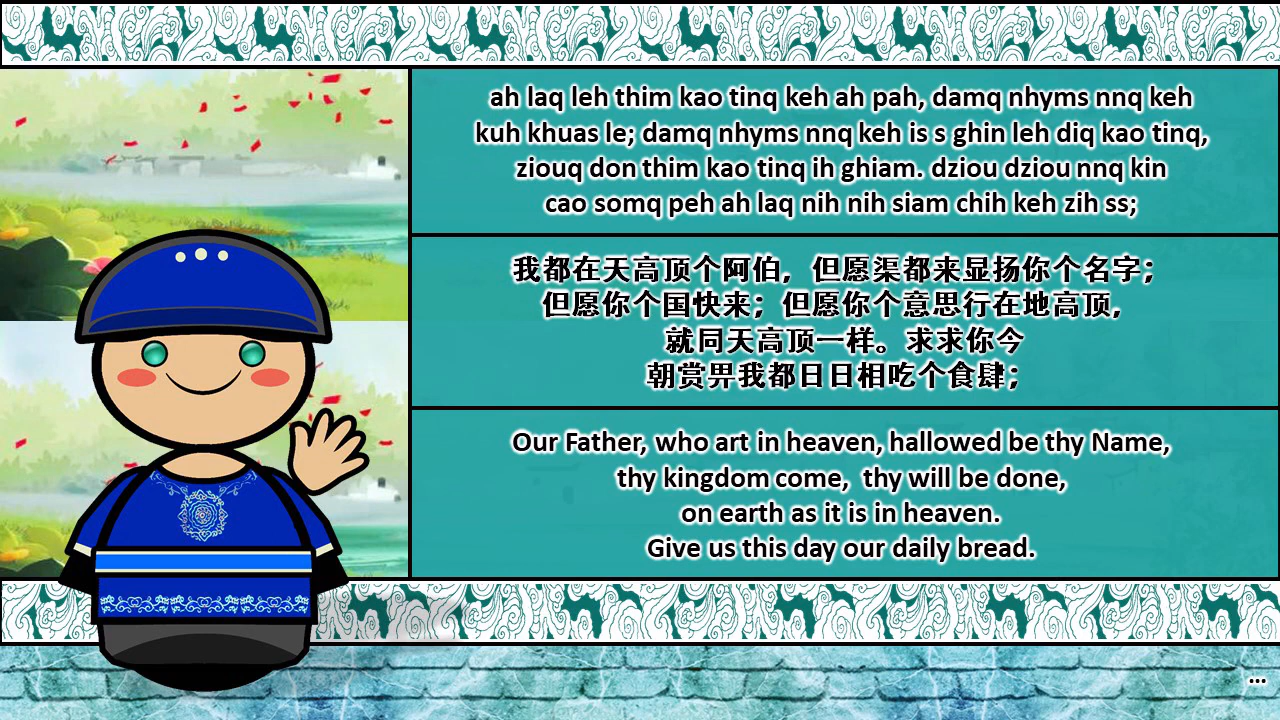 ah laq leh thim kao tinq keh ah pah, damq nhyms nnq keh
kuh khuas le; damq nhyms nnq keh is s ghin leh diq kao tinq,
ziouq don thim kao tinq ih ghiam. dziou dziou nnq kin
cao somq peh ah laq nih nih siam chih keh zih ss;
我都在天高顶个阿伯，但愿渠都来显扬你个名字；
但愿你个国快来；但愿你个意思行在地高顶，
就同天高顶一样。求求你今
朝赏畀我都日日相吃个食肆；
Our Father, who art in heaven, hallowed be thy Name,
thy kingdom come, thy will be done,
on earth as it is in heaven.
Give us this day our daily bread.
...